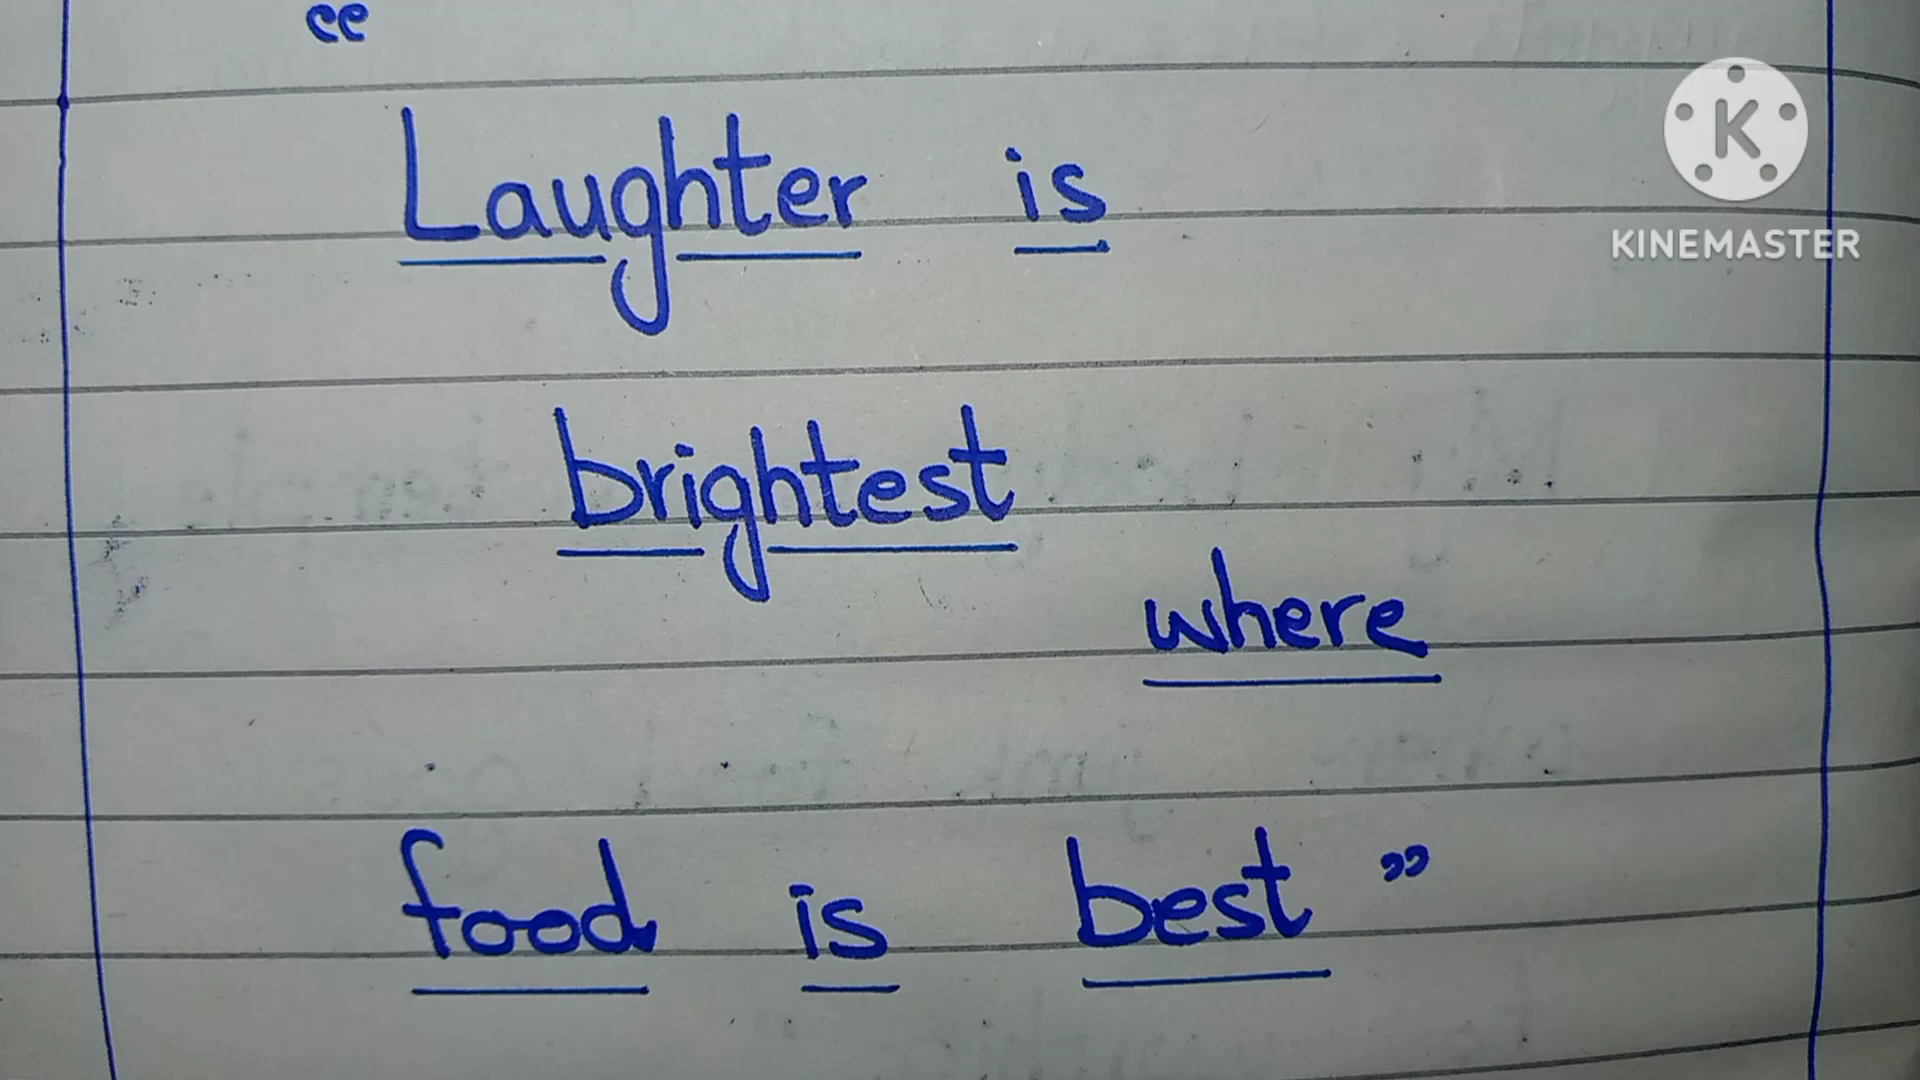 “
Laughter is
brightest
where
food is best ”
K
KINEMASTER